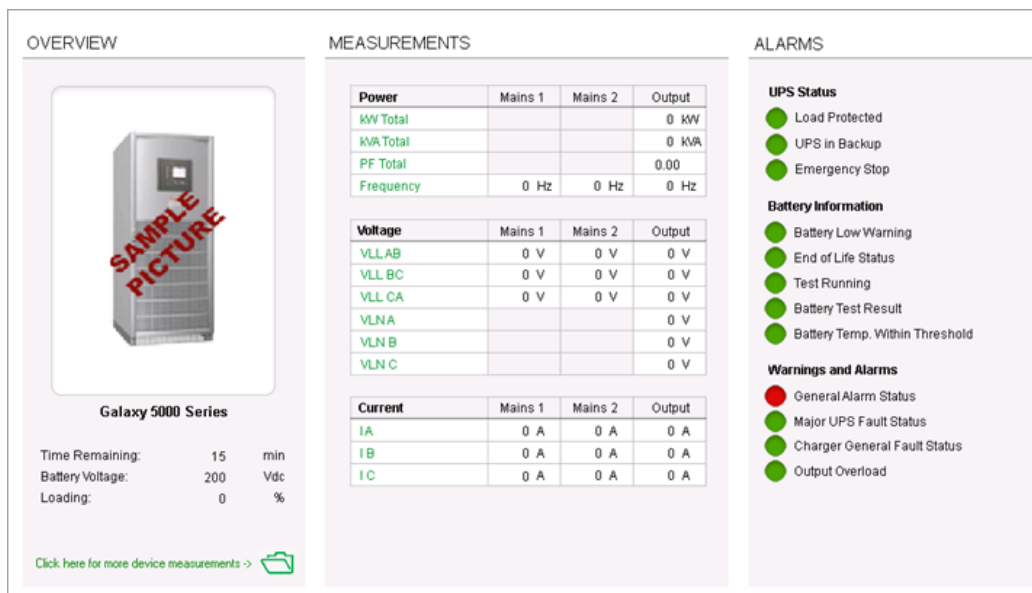 OVERVIEW
SAMPLE
PICTURE
Galaxy 5000 Series
Time Remaining: 15 min
Battery Voltage: 200 Vdc
Loading: 0 %
Click here for more device measurements ->
MEASUREMENTS
Power Mains 1 Mains 2 Output
kW Total 0 kW
kVA Total 0 kVA
PF Total 0.00
Frequency 0 Hz 0 Hz 0 Hz
Voltage Mains 1 Mains 2 Output
VLL AB 0 V 0 V 0 V
VLL BC 0 V 0 V 0 V
VLL CA 0 V 0 V 0 V
VLN A 0 V
VLN B 0 V
VLN C 0 V
Current Mains 1 Mains 2 Output
I A 0 A 0 A 0 A
I B 0 A 0 A 0 A
I C 0 A 0 A 0 A
ALARMS
UPS Status
Load Protected
UPS in Backup
Emergency Stop
Battery Information
Battery Low Warning
End of Life Status
Test Running
Battery Test Result
Battery Temp. Within Threshold
Warnings and Alarms
General Alarm Status
Major UPS Fault Status
Charger General Fault Status
Output Overload